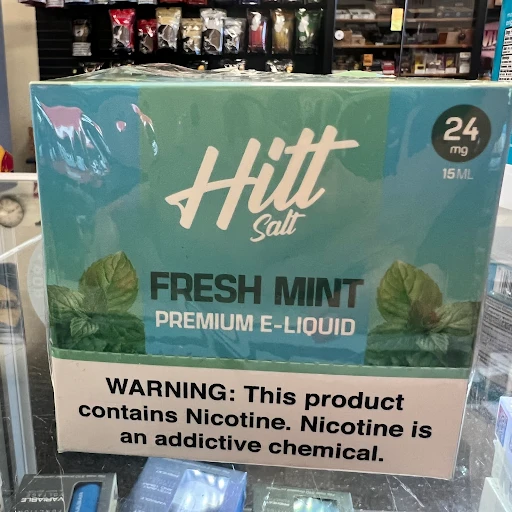 Hitt
Salt
24
mg
15ML
FRESH MINT
PREMIUM E-LIQUID
WARNING: This product
contains Nicotine. Nicotine is
an addictive chemical.
VARIABLE